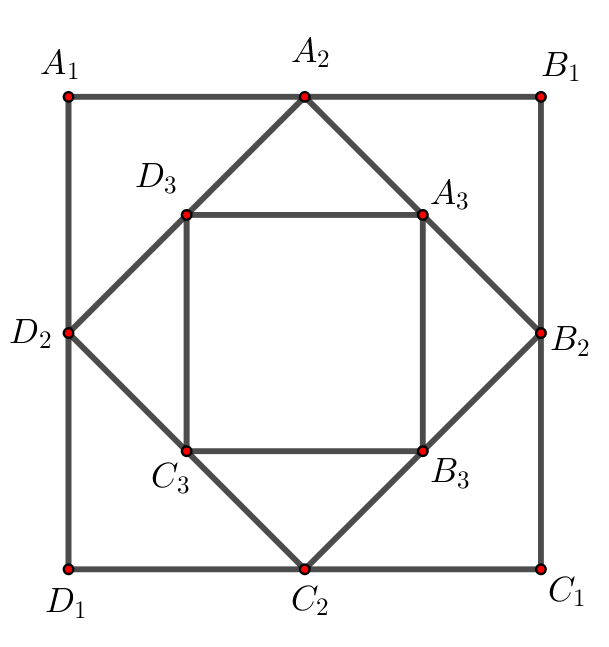 A₁ A₂ B₁
D₃ A₃
D₂ B₂
C₃ B₃
D₁ C₂ C₁